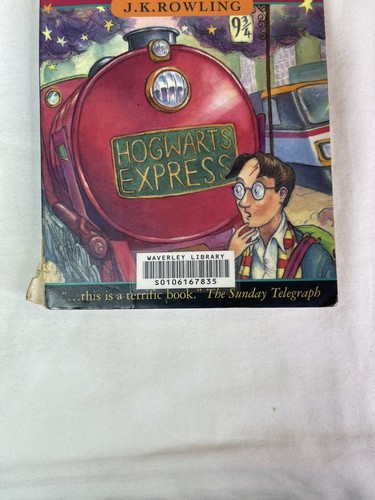 J.K.ROWLING
9¾
HOGWARTS
EXPRESS
WAVERLEY LIBRARY
S0106167835
"...this is a terrific book." The Sunday Telegraph